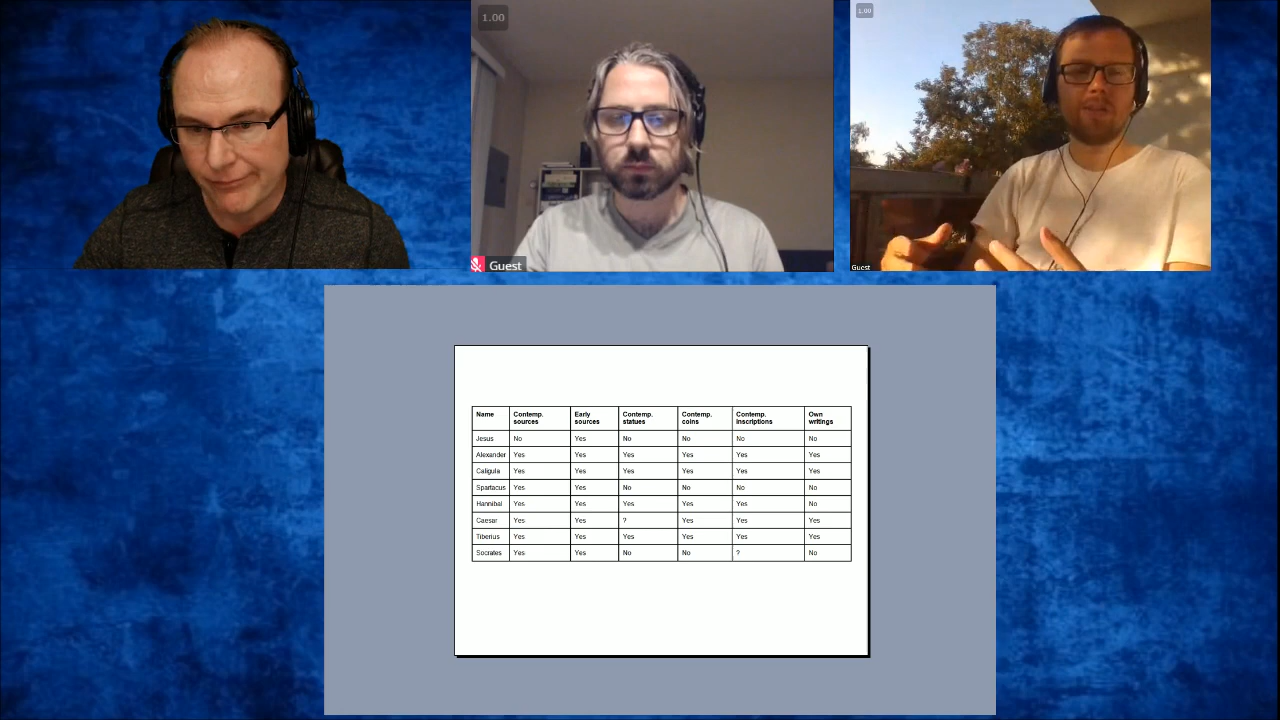 1.00
1.00
Guest
Guest
Name Contemp. sources Early sources Contemp. statues Contemp. coins Contemp. inscriptions Own writings
Jesus No Yes No No No No
Alexander Yes Yes Yes Yes Yes Yes
Caligula Yes Yes Yes Yes Yes Yes
Spartacus Yes Yes No No No No
Hannibal Yes Yes Yes Yes Yes No
Caesar Yes Yes ? Yes Yes Yes
Tiberius Yes Yes Yes Yes Yes Yes
Socrates Yes Yes No No ? No